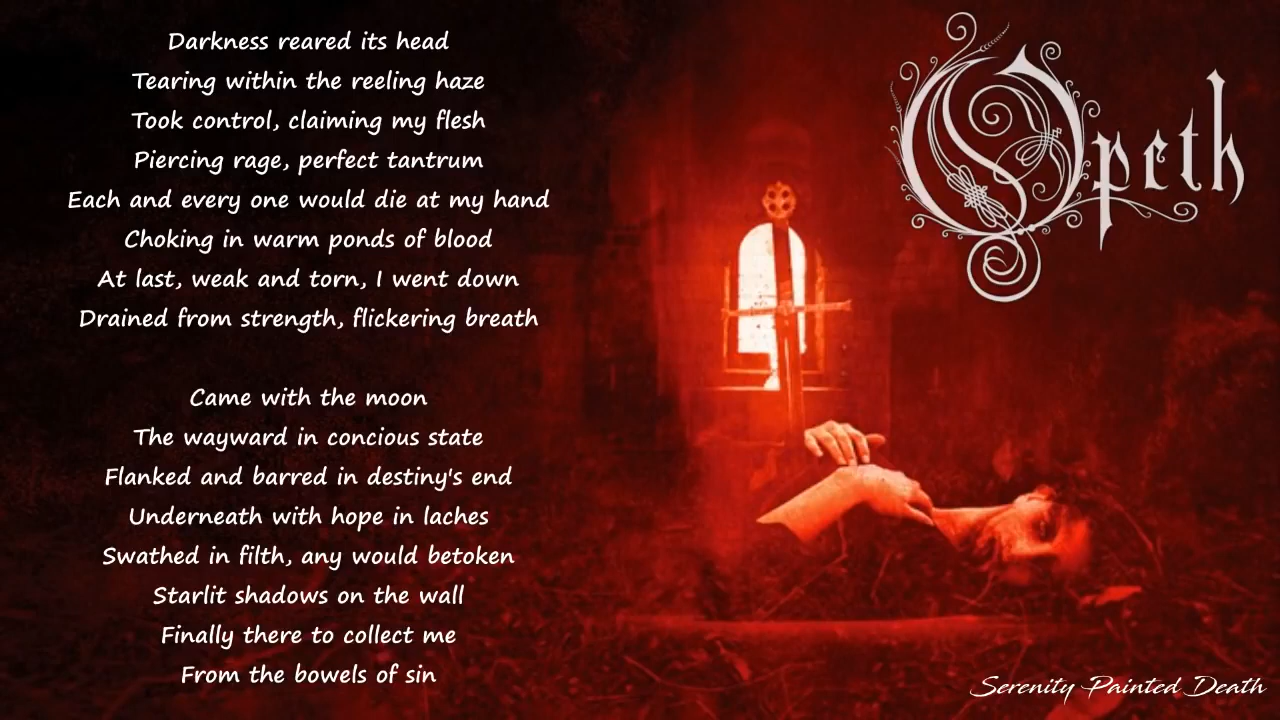 Darkness reared its head
Tearing within the reeling haze
Took control, claiming my flesh
Piercing rage, perfect tantrum
Each and every one would die at my hand
Choking in warm ponds of blood
At last, weak and torn, I went down
Drained from strength, flickering breath

Came with the moon
The wayward in concious state
Flanked and barred in destiny's end
Underneath with hope in laches
Swathed in filth, any would betoken
Starlit shadows on the wall
Finally there to collect me
From the bowels of sin
Opeth
Serenity Painted Death